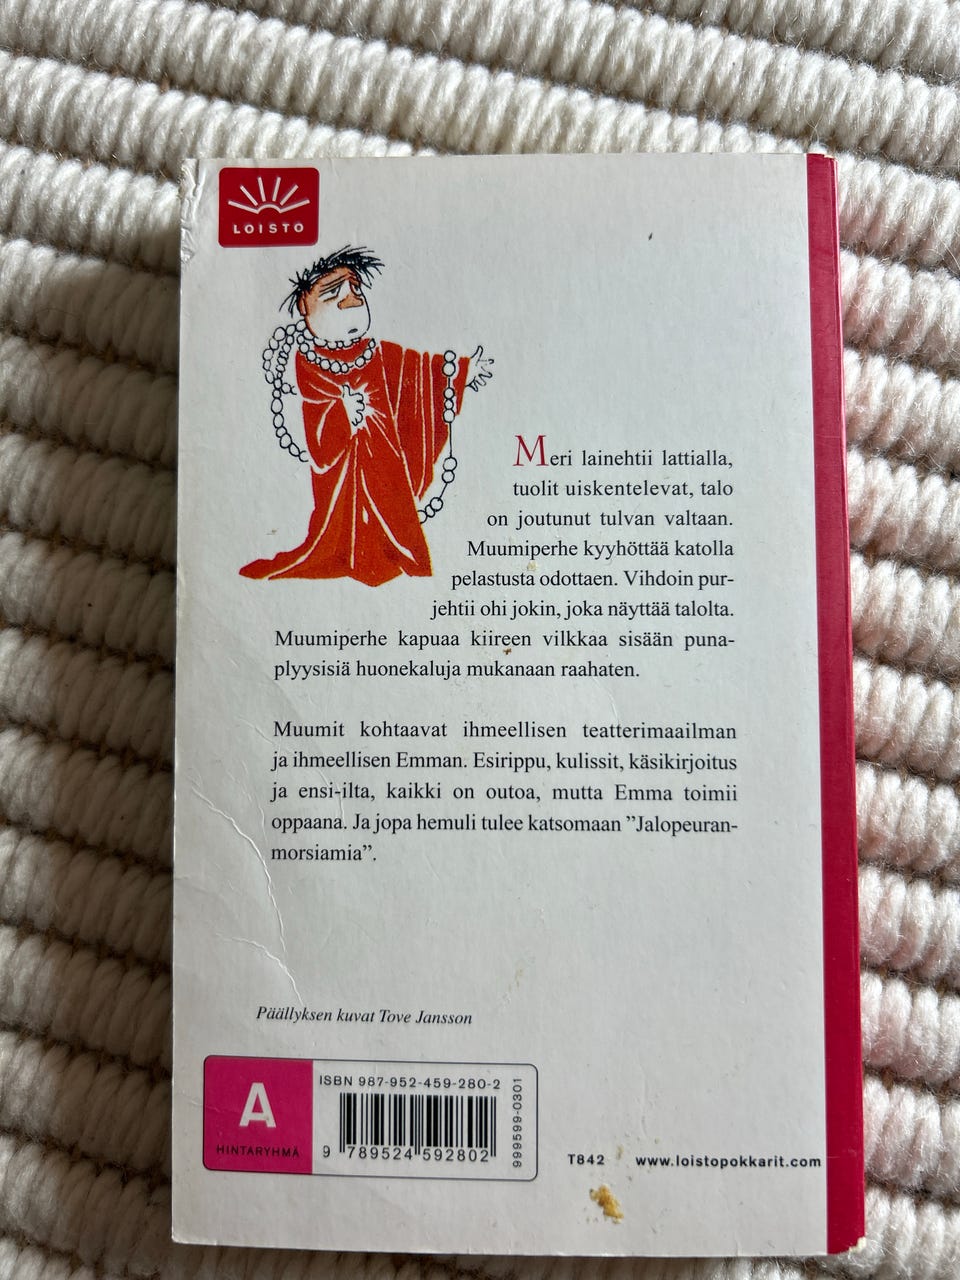 LOISTO
Meri lainehtii lattialla,
tuolit uiskentelevat, talo
on joutunut tulvan valtaan.
Muumiperhe kyyhöttää katolla
pelastusta odottaen. Vihdoin pur-
jehtii ohi jokin, joka näyttää talolta.
Muumiperhe kapuaa kiireen vilkkaa sisään puna-
plyysisiä huonekaluja mukanaan raahaten.
Muumit kohtaavat ihmeellisen teatterimaailman
ja ihmeellisen Emman. Esirippu, kulissit, käsikirjoitus
ja ensi-ilta, kaikki on outoa, mutta Emma toimii
oppaana. Ja jopa hemuli tulee katsomaan ”Jalopeuran-
morsiamia”.
Päällyksen kuvat Tove Jansson
A
HINTARYHMÄ
ISBN 987-952-459-280-2
9 789524 592802
999599-0301
T842 www.loistopokkarit.com